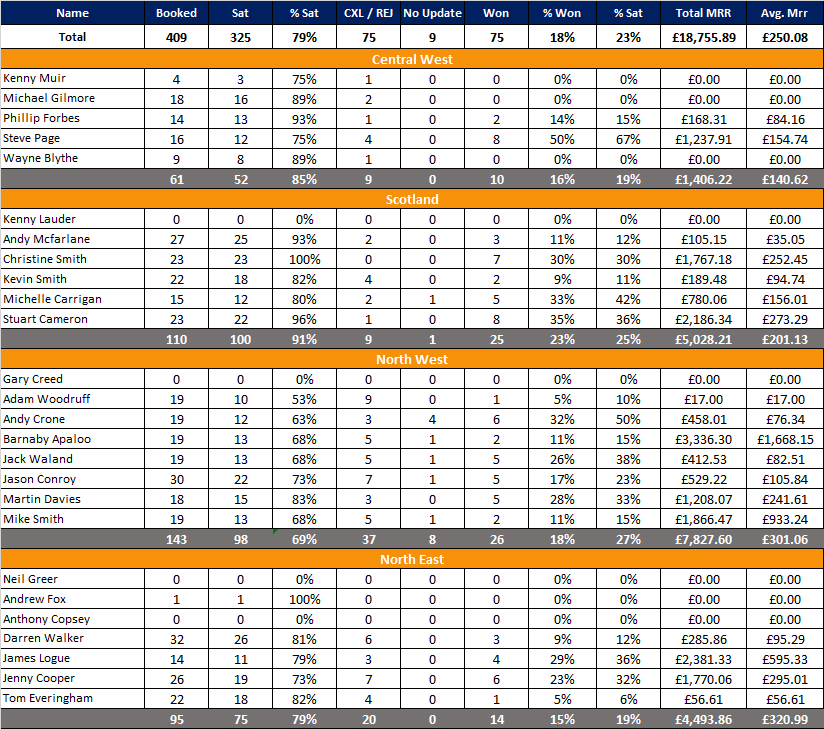 Name Booked Sat % Sat CXL / REJ No Update Won % Won % Sat Total MRR Avg. Mrr
Total 409 325 79% 75 9 75 18% 23% £18,755.89 £250.08
Central West
Kenny Muir 4 3 75% 1 0 0 0% 0% £0.00 £0.00
Michael Gilmore 18 16 89% 2 0 0 0% 0% £0.00 £0.00
Phillip Forbes 14 13 93% 1 0 2 14% 15% £168.31 £84.16
Steve Page 16 12 75% 4 0 8 50% 67% £1,237.91 £154.74
Wayne Blythe 9 8 89% 1 0 0 0% 0% £0.00 £0.00
61 52 85% 9 0 10 16% 19% £1,406.22 £140.62
Scotland
Kenny Lauder 0 0 0% 0 0 0 0% 0% £0.00 £0.00
Andy Mcfarlane 27 25 93% 2 0 3 11% 12% £105.15 £35.05
Christine Smith 23 23 100% 0 0 7 30% 30% £1,767.18 £252.45
Kevin Smith 22 18 82% 4 0 2 9% 11% £189.48 £94.74
Michelle Carrigan 15 12 80% 2 1 5 33% 42% £780.06 £156.01
Stuart Cameron 23 22 96% 1 0 8 35% 36% £2,186.34 £273.29
110 100 91% 9 1 25 23% 25% £5,028.21 £201.13
North West
Gary Creed 0 0 0% 0 0 0 0% 0% £0.00 £0.00
Adam Woodruff 19 10 53% 9 0 1 5% 10% £17.00 £17.00
Andy Crone 19 12 63% 3 4 6 32% 50% £458.01 £76.34
Barnaby Apaloo 19 13 68% 5 1 2 11% 15% £3,336.30 £1,668.15
Jack Waland 19 13 68% 5 1 5 26% 38% £412.53 £82.51
Jason Conroy 30 22 73% 7 1 5 17% 23% £529.22 £105.84
Martin Davies 18 15 83% 3 0 5 28% 33% £1,208.07 £241.61
Mike Smith 19 13 68% 5 1 2 11% 15% £1,866.47 £933.24
143 98 69% 37 8 26 18% 27% £7,827.60 £301.06
North East
Neil Greer 0 0 0% 0 0 0 0% 0% £0.00 £0.00
Andrew Fox 1 1 100% 0 0 0 0% 0% £0.00 £0.00
Anthony Copsey 0 0 0% 0 0 0 0% 0% £0.00 £0.00
Darren Walker 32 26 81% 6 0 3 9% 12% £285.86 £95.29
James Logue 14 11 79% 3 0 4 29% 36% £2,381.33 £595.33
Jenny Cooper 26 19 73% 7 0 6 23% 32% £1,770.06 £295.01
Tom Everingham 22 18 82% 4 0 1 5% 6% £56.61 £56.61
95 75 79% 20 0 14 15% 19% £4,493.86 £320.99